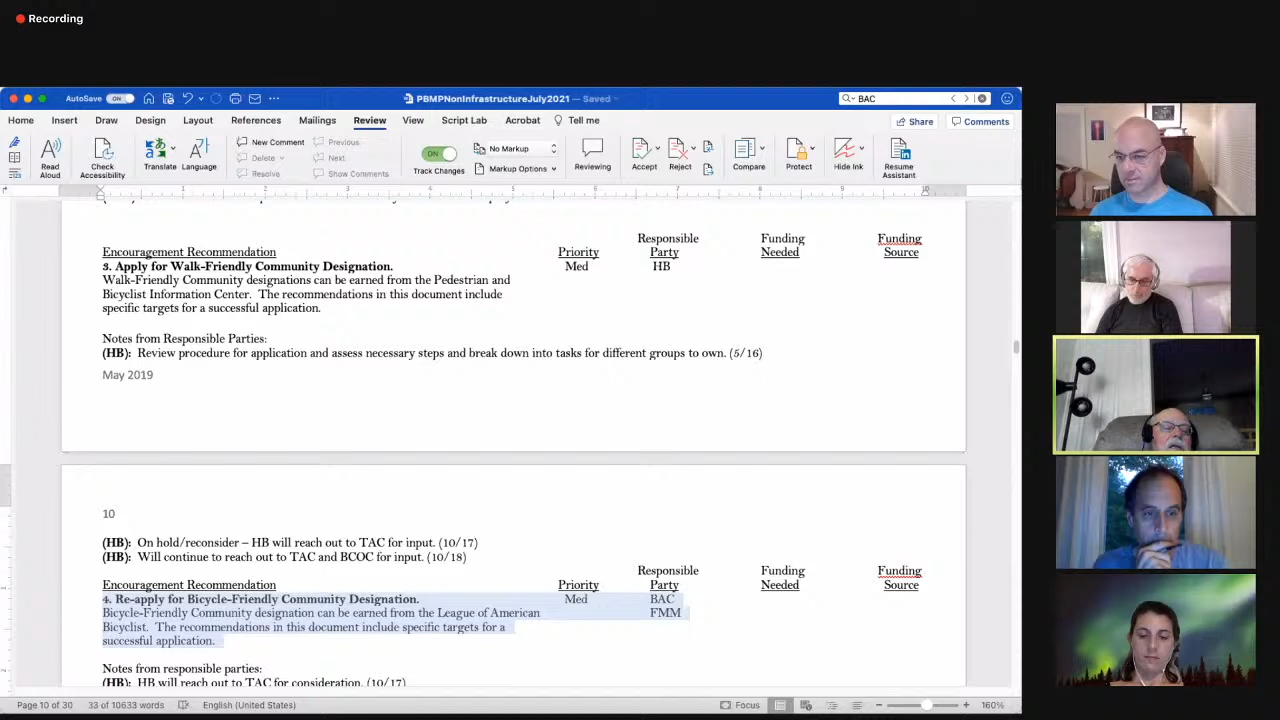 Recording
AutoSave ON PBMPNonInfrastructureJuly2021 — Saved BAC
Home Insert Draw Design Layout References Mailings Review View Script Lab Acrobat Tell me Share Comments
Read Aloud
Check Accessibility
Translate Language
New Comment
Delete
Resolve
Previous
Next
Show Comments
ON
Track Changes
No Markup
Markup Options
Reviewing
Accept Reject
Compare
Protect
Hide Ink
Resume Assistant
1 2 3 4 5 6 7 8 9 10
Responsible Funding Funding
Encouragement Recommendation Priority Party Needed Source
3. Apply for Walk-Friendly Community Designation. Med HB
Walk-Friendly Community designations can be earned from the Pedestrian and
Bicyclist Information Center. The recommendations in this document include
specific targets for a successful application.
Notes from Responsible Parties:
(HB): Review procedure for application and assess necessary steps and break down into tasks for different groups to own. (5/16)
May 2019
10
(HB): On hold/reconsider – HB will reach out to TAC for input. (10/17)
(HB): Will continue to reach out to TAC and BCOC for input. (10/18)
Responsible Funding Funding
Encouragement Recommendation Priority Party Needed Source
4. Re-apply for Bicycle-Friendly Community Designation. Med BAC
Bicycle-Friendly Community designation can be earned from the League of American FMM
Bicyclist. The recommendations in this document include specific targets for a
successful application.
Notes from responsible parties:
(HB): HB will reach out to TAC for consideration. (10/17)
Page 10 of 30 33 of 10633 words English (United States) Focus 160%